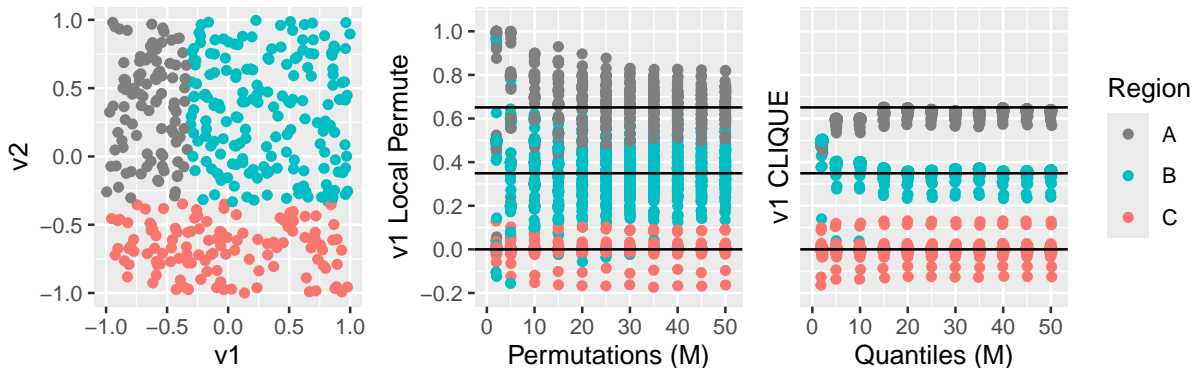 v2
1.0
0.5
0.0
−0.5
−1.0
−1.0 −0.5 0.0 0.5 1.0
v1
v1 Local Permute
1.0
0.8
0.6
0.4
0.2
0.0
−0.2
0 10 20 30 40 50
Permutations (M)
v1 CLIQUE
0 10 20 30 40 50
Quantiles (M)
Region
A
B
C